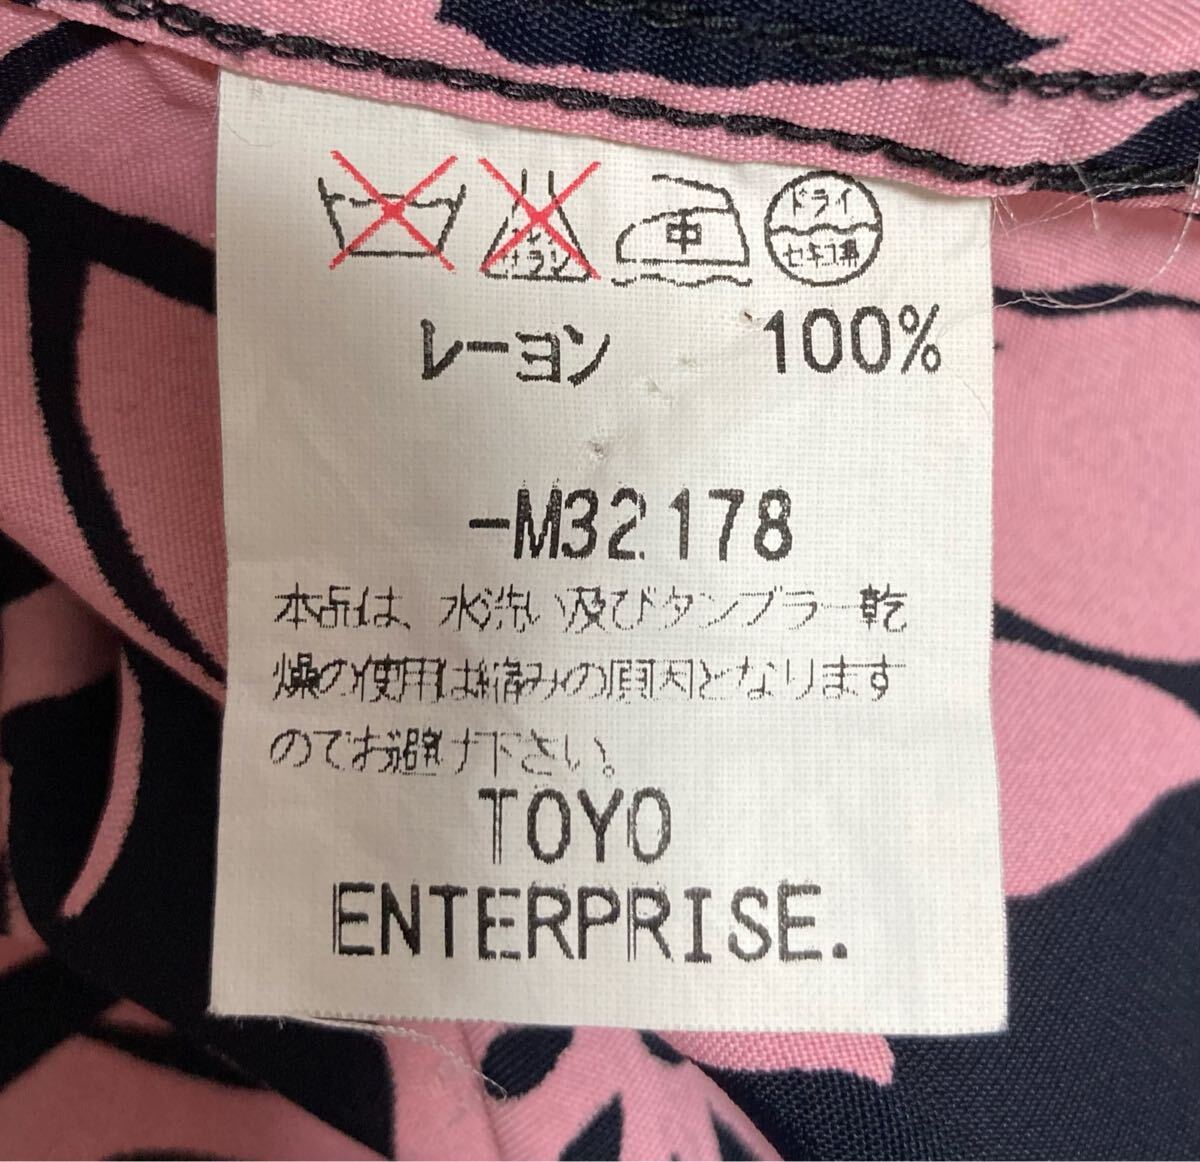 エンソ
サラシ
中
ドライ
セキユ系
レーヨン 100%
-M32.178
本品は、水洗い及びタンブラー乾
燥の使用は縮みの原因となります
のでお避け下さい。
TOYO
ENTERPRISE.